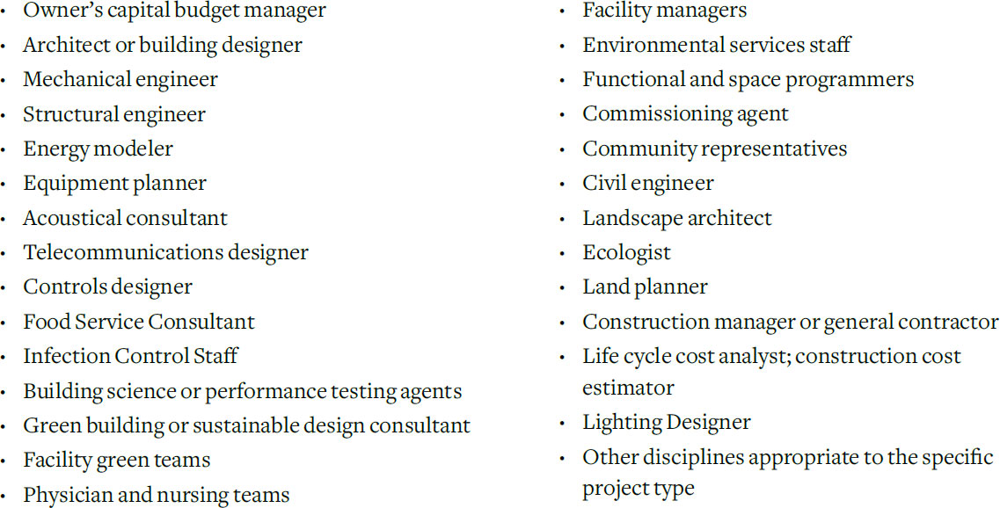 • Owner’s capital budget manager
• Architect or building designer
• Mechanical engineer
• Structural engineer
• Energy modeler
• Equipment planner
• Acoustical consultant
• Telecommunications designer
• Controls designer
• Food Service Consultant
• Infection Control Staff
• Building science or performance testing agents
• Green building or sustainable design consultant
• Facility green teams
• Physician and nursing teams
• Facility managers
• Environmental services staff
• Functional and space programmers
• Commissioning agent
• Community representatives
• Civil engineer
• Landscape architect
• Ecologist
• Land planner
• Construction manager or general contractor
• Life cycle cost analyst; construction cost
estimator
• Lighting Designer
• Other disciplines appropriate to the specific
project type